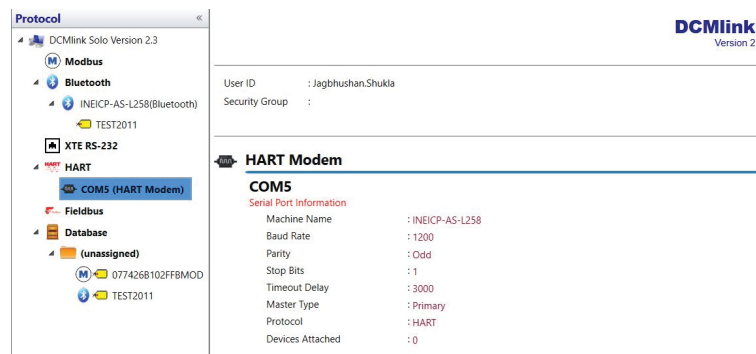 Protocol «
DCMlink Solo Version 2.3
Modbus
Bluetooth
INEICP-AS-L258(Bluetooth)
TEST2011
XTE RS-232
HART
COM5 (HART Modem)
Fieldbus
Database
(unassigned)
077426B102FFBMOD
TEST2011
DCMlink
Version 2
User ID : Jagbhushan.Shukla
Security Group :
HART Modem
COM5
Serial Port Information
Machine Name : INEICP-AS-L258
Baud Rate : 1200
Parity : Odd
Stop Bits : 1
Timeout Delay : 3000
Master Type : Primary
Protocol : HART
Devices Attached : 0